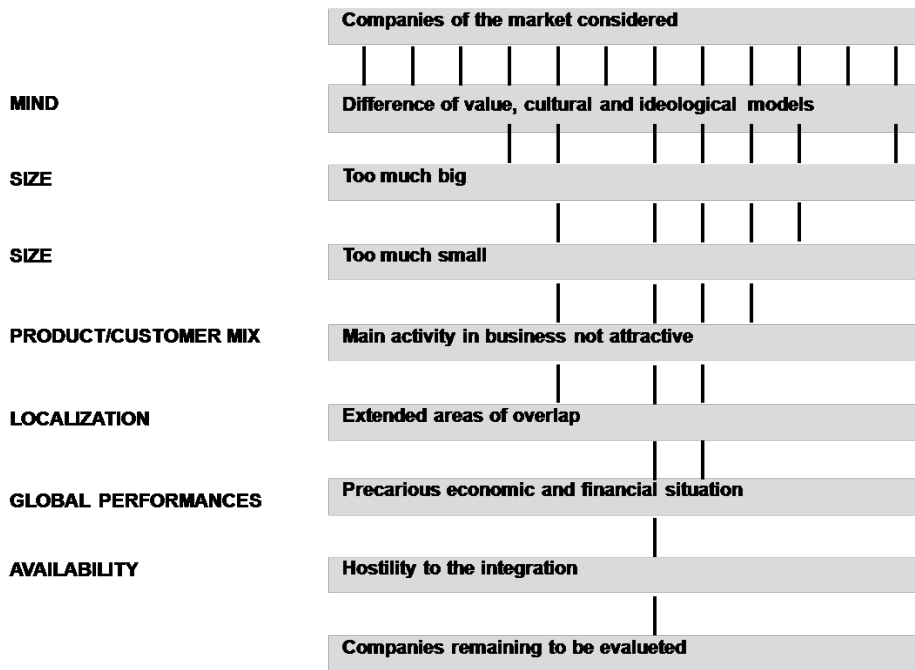 Companies of the market considered
MIND
Difference of value, cultural and ideological models
SIZE
Too much big
SIZE
Too much small
PRODUCT/CUSTOMER MIX
Main activity in business not attractive
LOCALIZATION
Extended areas of overlap
GLOBAL PERFORMANCES
Precarious economic and financial situation
AVAILABILITY
Hostility to the integration
Companies remaining to be evalueted